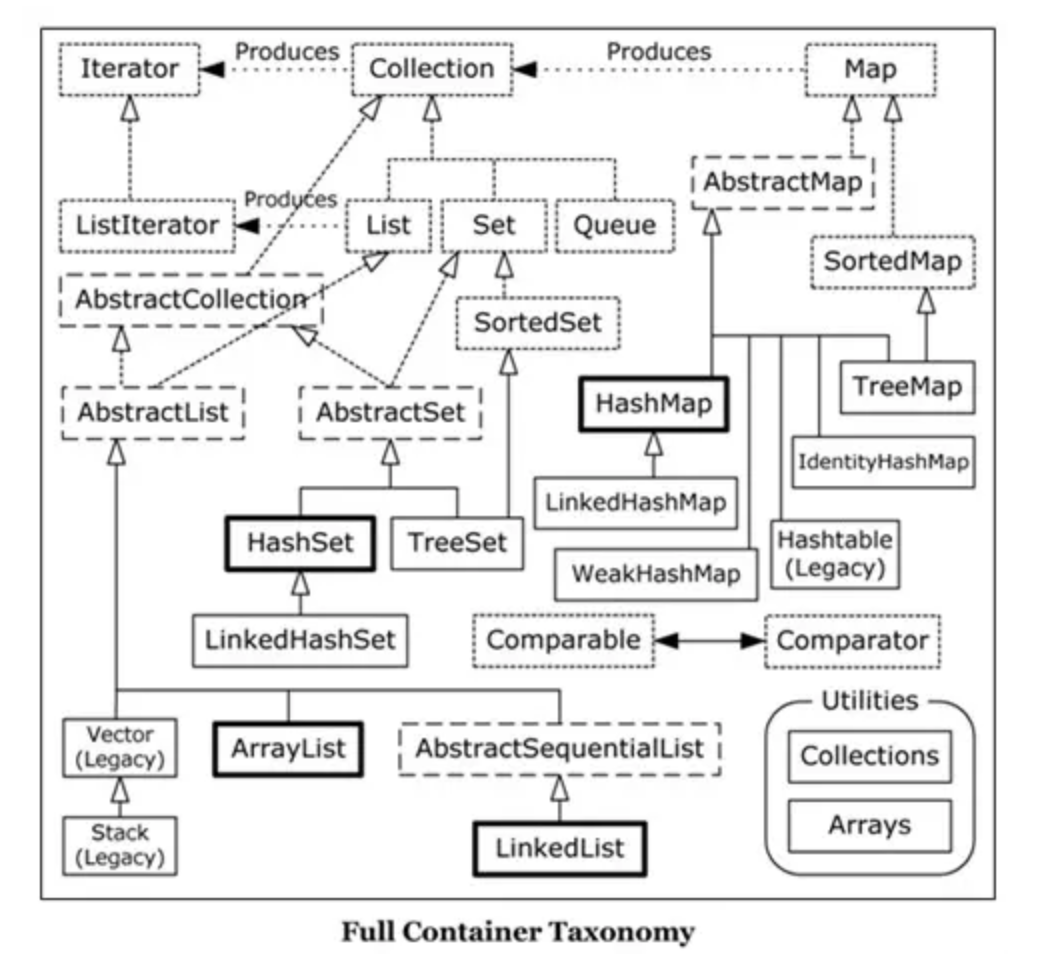 Produces
Produces
Iterator
Collection
Map
AbstractMap
Produces
ListIterator
List
Set
Queue
SortedMap
AbstractCollection
SortedSet
TreeMap
HashMap
AbstractList
AbstractSet
IdentityHashMap
LinkedHashMap
HashSet
TreeSet
Hashtable
(Legacy)
WeakHashMap
LinkedHashSet
Comparable
Comparator
Utilities
Vector
(Legacy)
ArrayList
AbstractSequentialList
Collections
Arrays
Stack
(Legacy)
LinkedList
Full Container Taxonomy